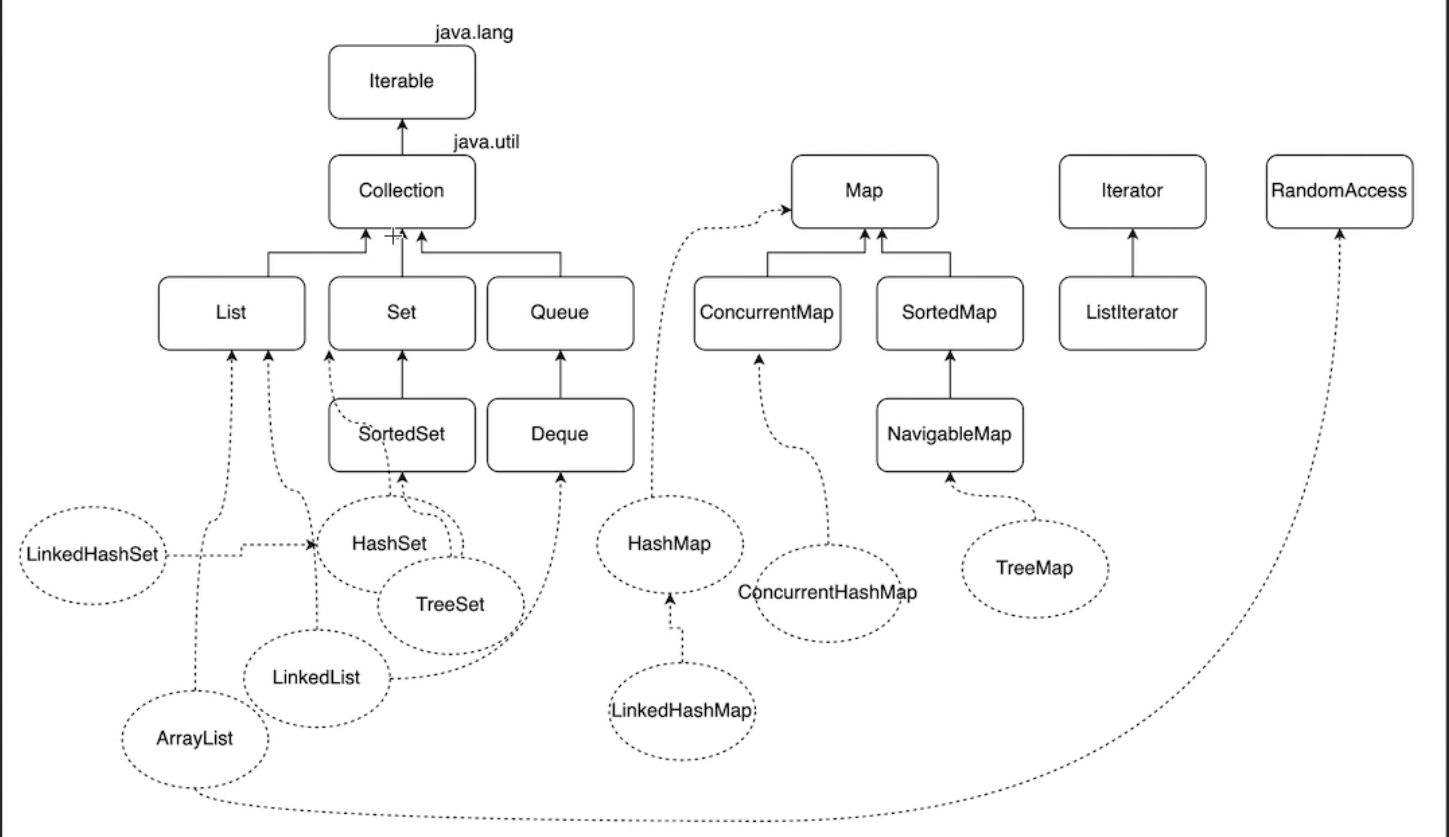 java.lang
Iterable
java.util
Collection
Map
Iterator
RandomAccess
List
Set
Queue
ConcurrentMap
SortedMap
ListIterator
SortedSet
Deque
NavigableMap
LinkedHashSet
HashSet
HashMap
TreeMap
ConcurrentHashMap
TreeSet
LinkedList
LinkedHashMap
ArrayList